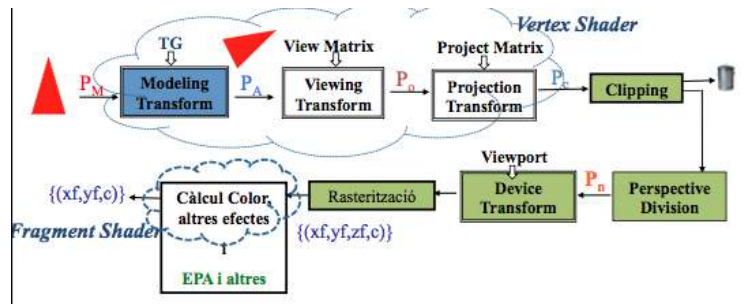 Vertex Shader
TG
View Matrix
Project Matrix
P_M
Modeling
Transform
P_A
Viewing
Transform
P_o
Projection
Transform
P_c
Clipping
Viewport
{(xf,yf,c)}
Càlcul Color,
altres efectes
Fragment Shader
EPA i altres
{(xf,yf,zf,c)}
Rasterització
Device
Transform
P_n
Perspective
Division